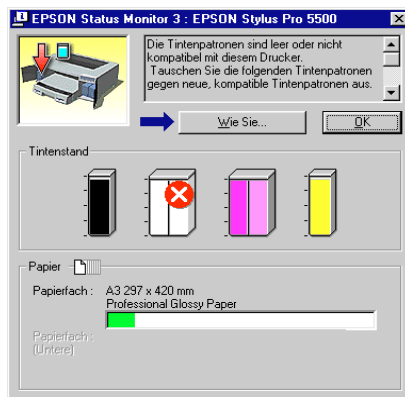 EPSON Status Monitor 3 : EPSON Stylus Pro 5500
Die Tintenpatronen sind leer oder nicht
kompatibel mit diesem Drucker.
Tauschen Sie die folgenden Tintenpatronen
gegen neue, kompatible Tintenpatronen aus.
Wie Sie...
OK
Tintenstand
Papier
Papierfach : A3 297 x 420 mm
Professional Glossy Paper
Papierfach :
(Untere)